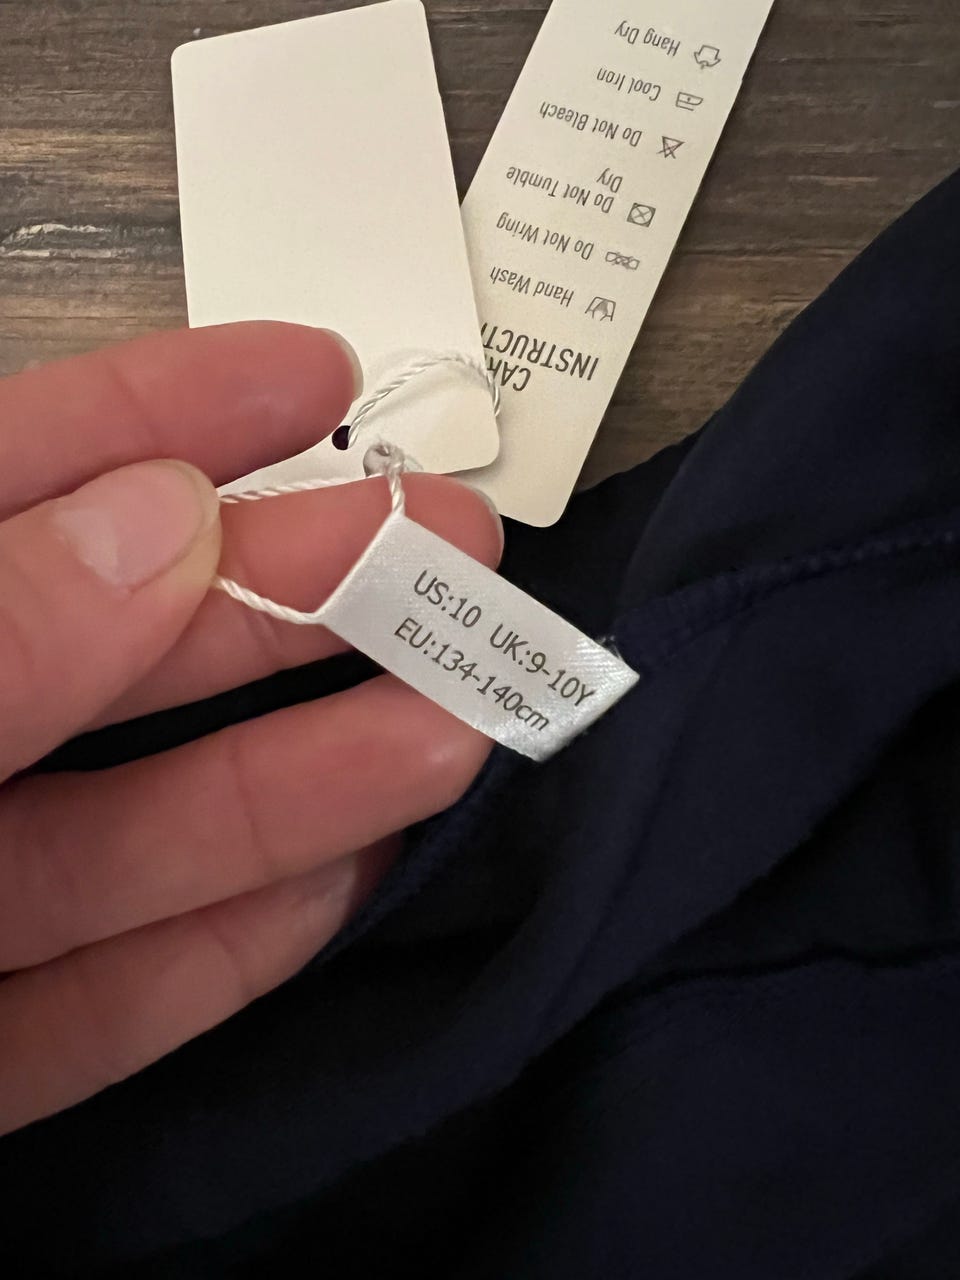 US:10 UK:9-10Y
EU:134-140cm
INSTRUCTI
Hand Wash
Do Not Wring
Do Not Tumble
Dry
Do Not Bleach
Cool Iron
Hang Dry